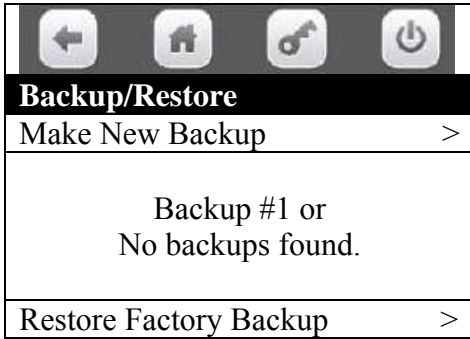 Backup/Restore
Make New Backup >
Backup #1 or
No backups found.
Restore Factory Backup >